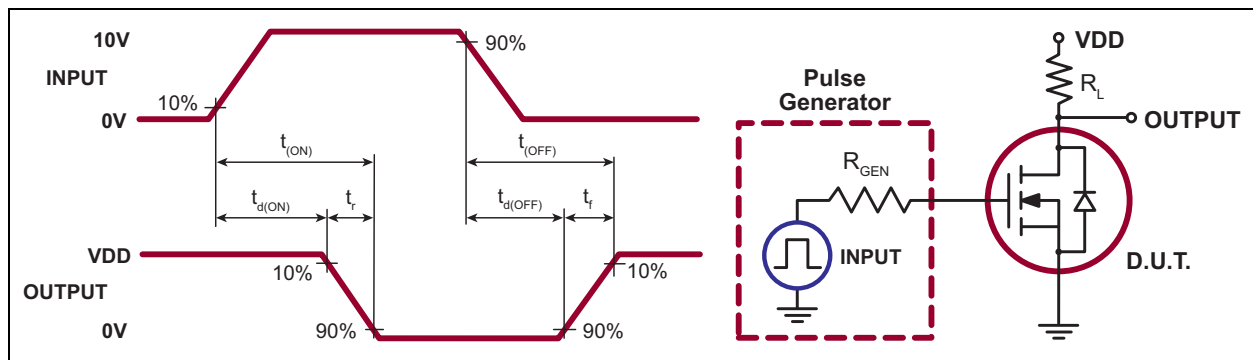 10V
INPUT
0V
10%
90%
t(ON)
t(OFF)
td(ON)
tr
td(OFF)
tf
VDD
OUTPUT
0V
10%
90%
90%
10%
Pulse
Generator
RGEN
INPUT
VDD
RL
OUTPUT
D.U.T.